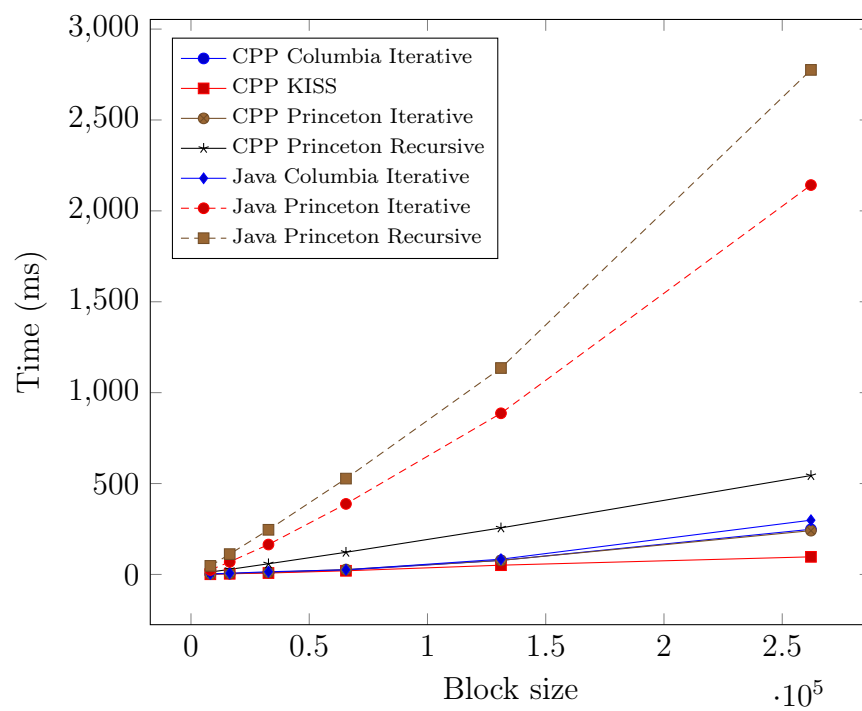 3,000
2,500
2,000
1,500
1,000
500
0
Time (ms)
CPP Columbia Iterative
CPP KISS
CPP Princeton Iterative
CPP Princeton Recursive
Java Columbia Iterative
Java Princeton Iterative
Java Princeton Recursive
0 0.5 1 1.5 2 2.5
Block size
·10⁵